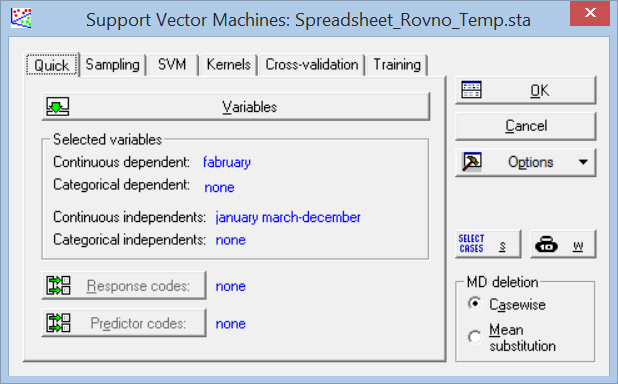 Support Vector Machines: Spreadsheet_Rovno_Temp.sta
Quick Sampling SVM Kernels Cross-validation Training
Variables
Selected variables
Continuous dependent: fabruary
Categorical dependent: none
Continuous independents: january march-december
Categorical independents: none
Response codes: none
Predictor codes: none
OK
Cancel
Options
SELECT CASES S W
MD deletion
Casewise
Mean
substitution